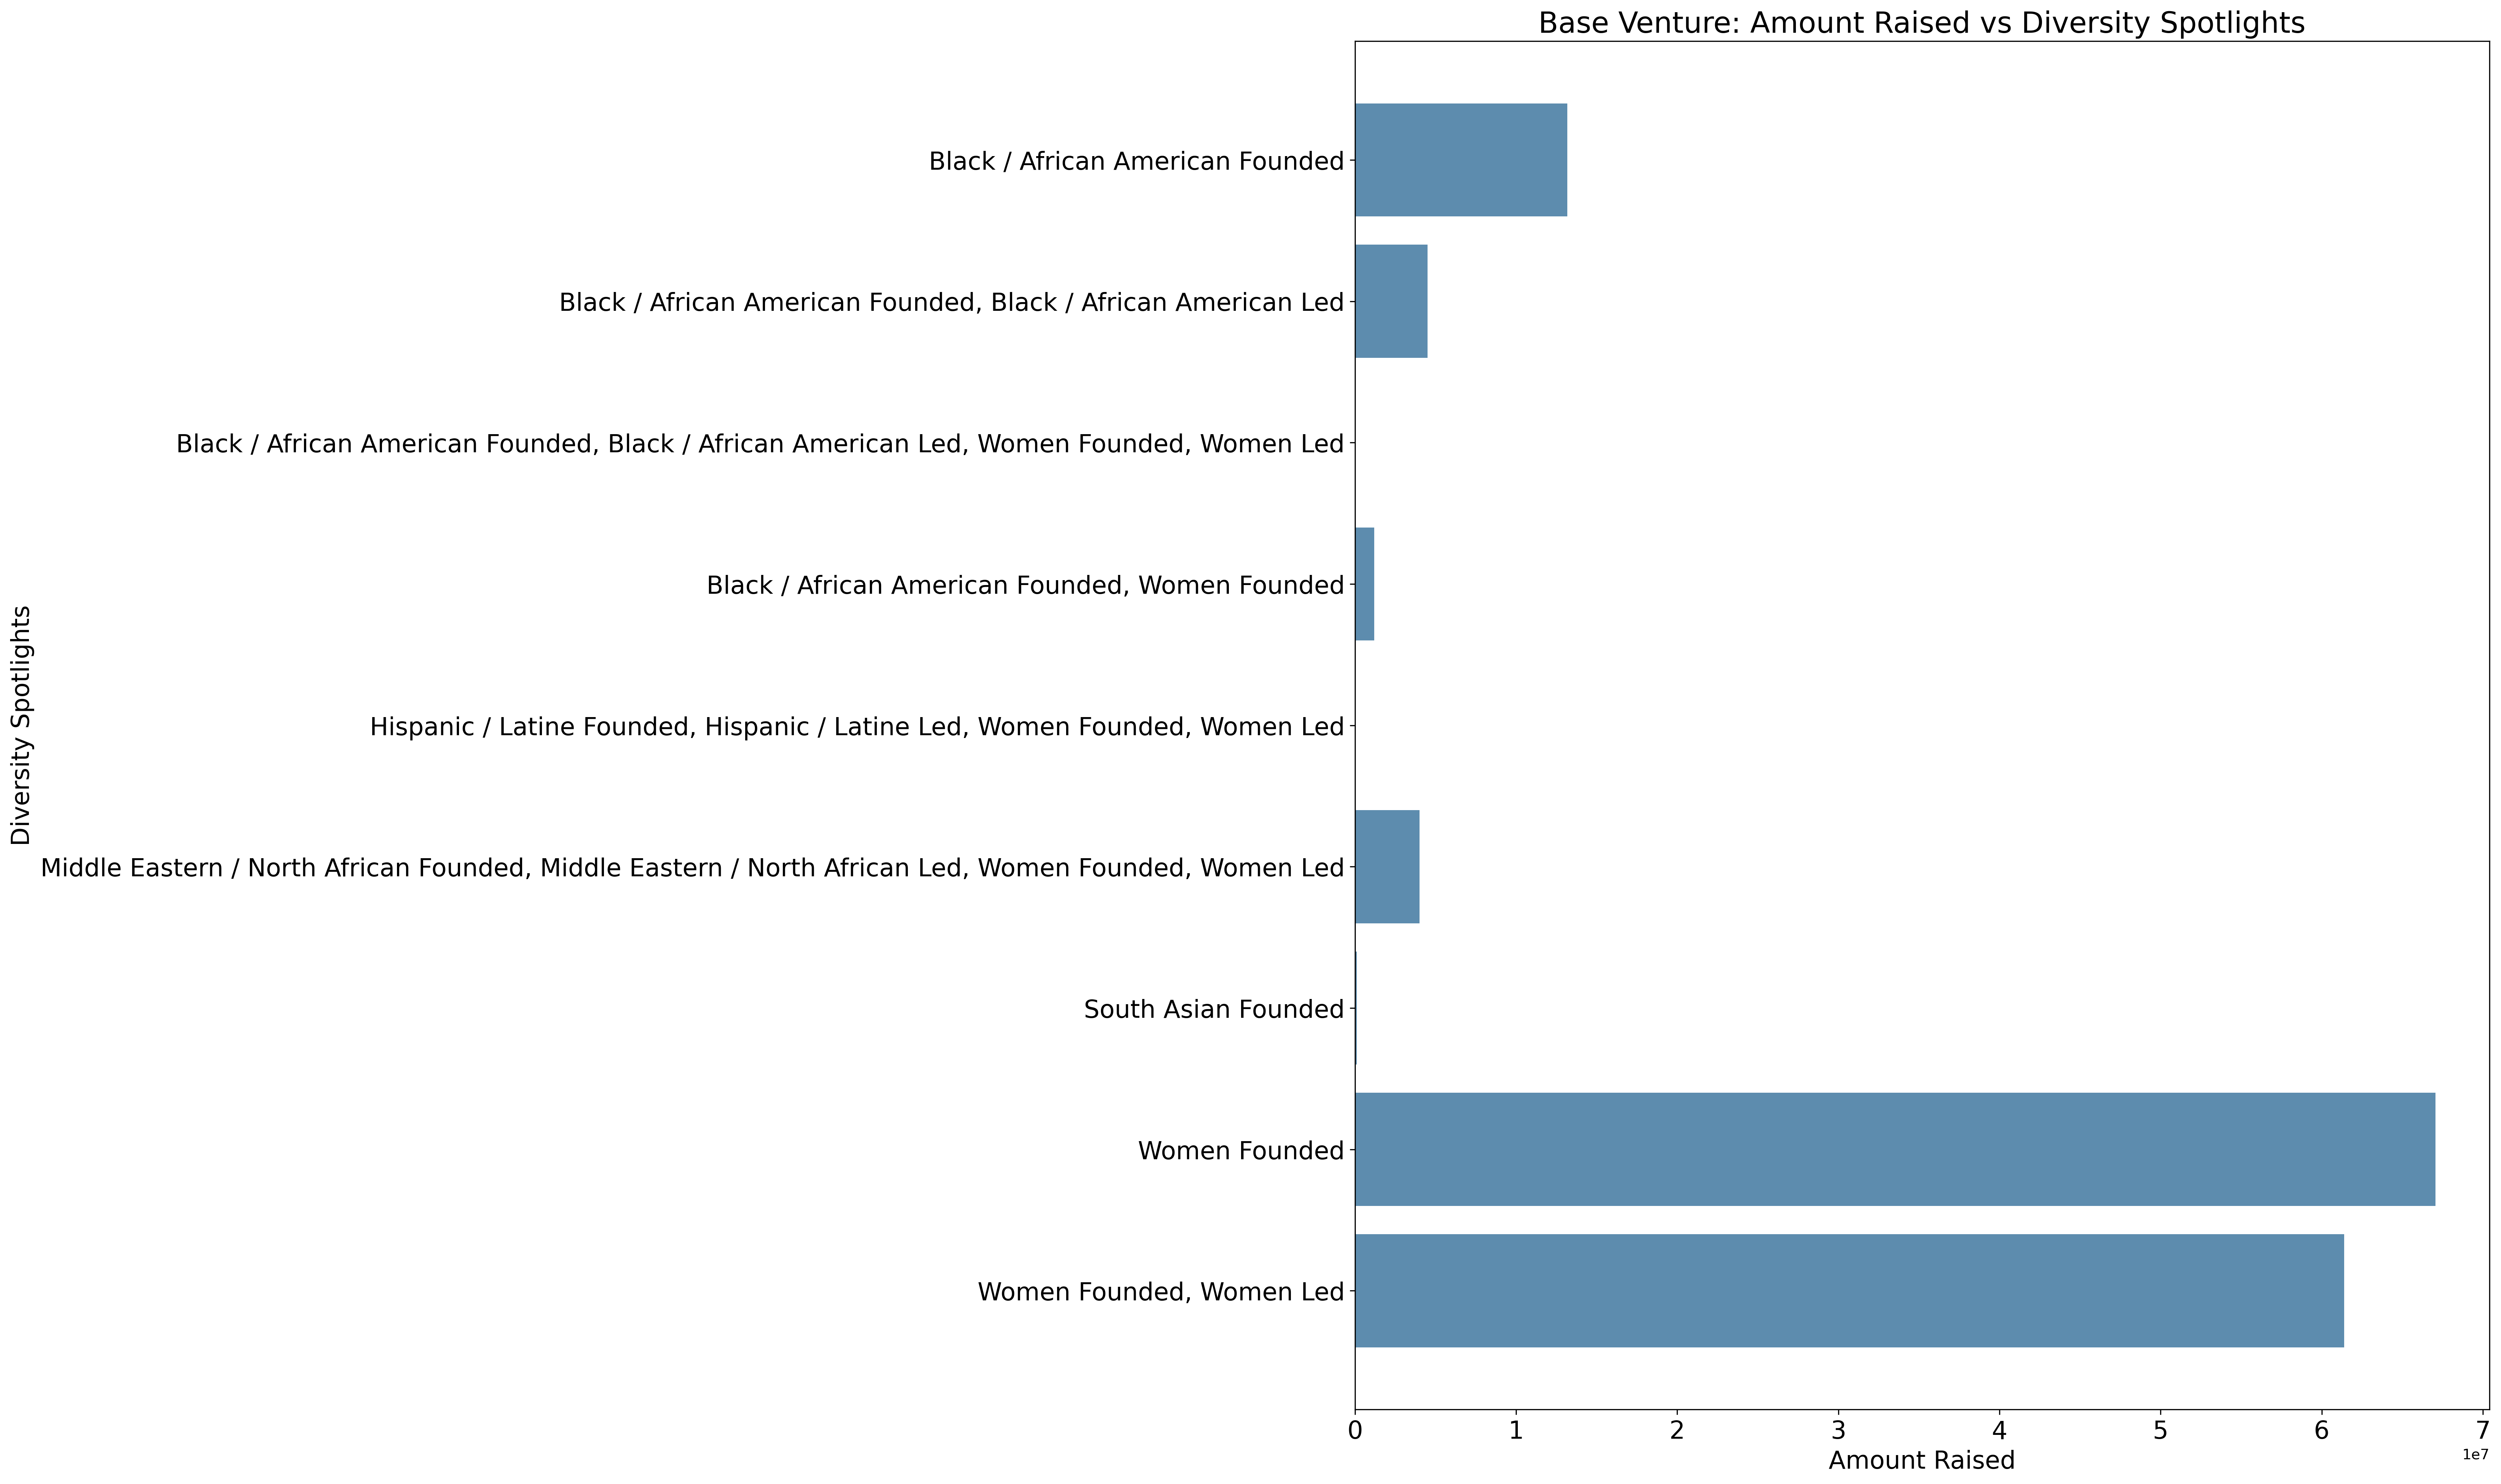 Base Venture: Amount Raised vs Diversity Spotlights
Diversity Spotlights
Black / African American Founded
Black / African American Founded, Black / African American Led
Black / African American Founded, Black / African American Led, Women Founded, Women Led
Black / African American Founded, Women Founded
Hispanic / Latine Founded, Hispanic / Latine Led, Women Founded, Women Led
Middle Eastern / North African Founded, Middle Eastern / North African Led, Women Founded, Women Led
South Asian Founded
Women Founded
Women Founded, Women Led
0 1 2 3 4 5 6 7
1e7
Amount Raised